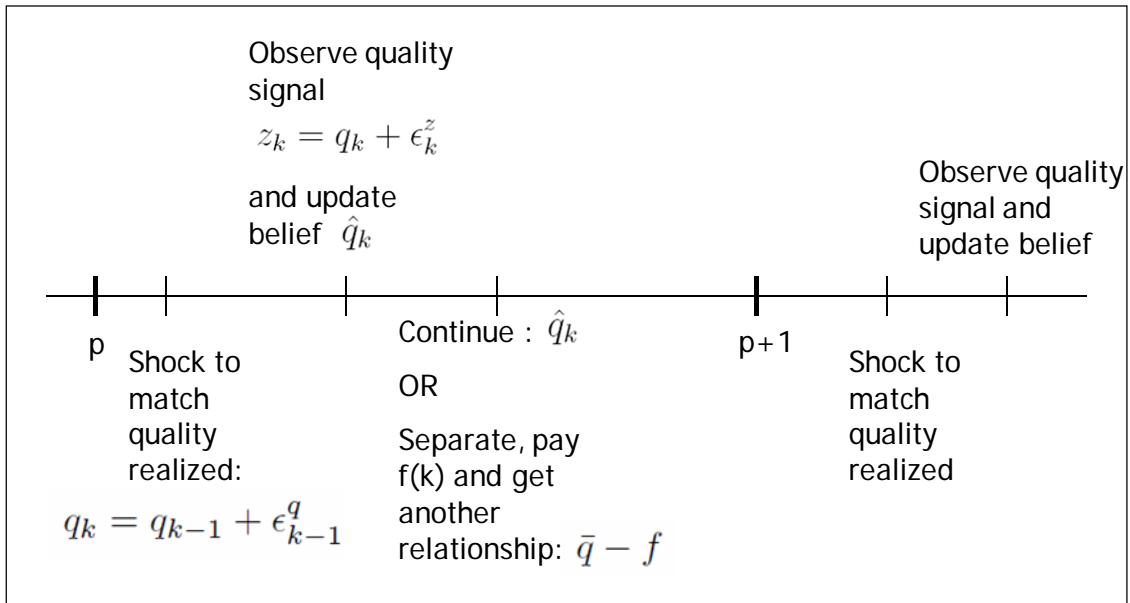 Observe quality
signal
z_k = q_k + ϵ_k^z
and update
belief q̂_k
Observe quality
signal and
update belief
p
Shock to
match
quality
realized:
q_k = q_{k−1} + ϵ_{k−1}^q
Continue : q̂_k
OR
Separate, pay
f(k) and get
another
relationship: q̄ − f
p+1
Shock to
match
quality
realized